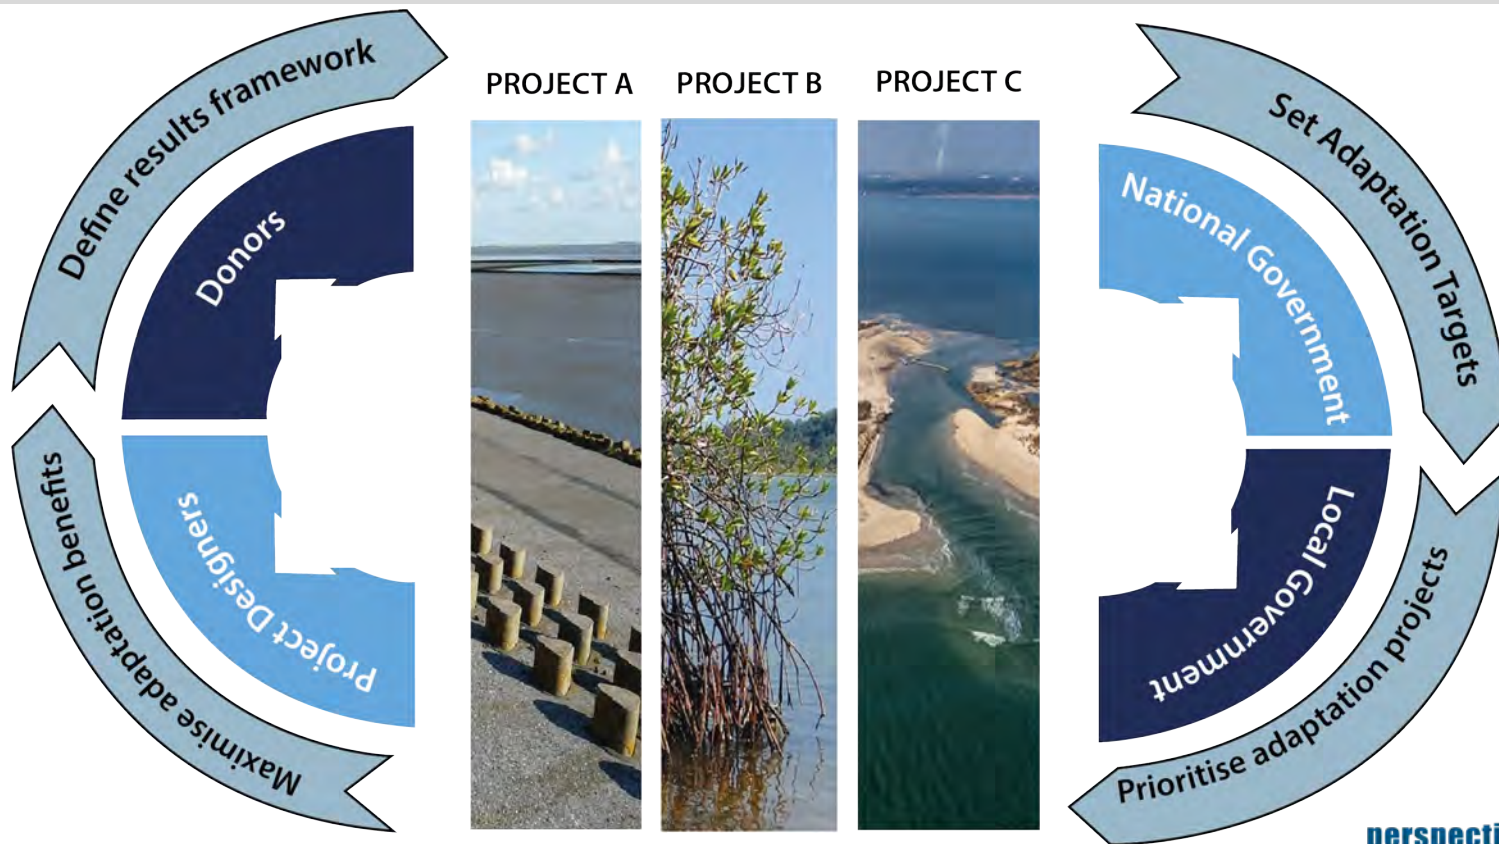 Define results framework
Donors
Project Designers
Maximise adaptation benefits
PROJECT A
PROJECT B
PROJECT C
Set Adaptation Targets
National Government
Local Government
Prioritise adaptation projects